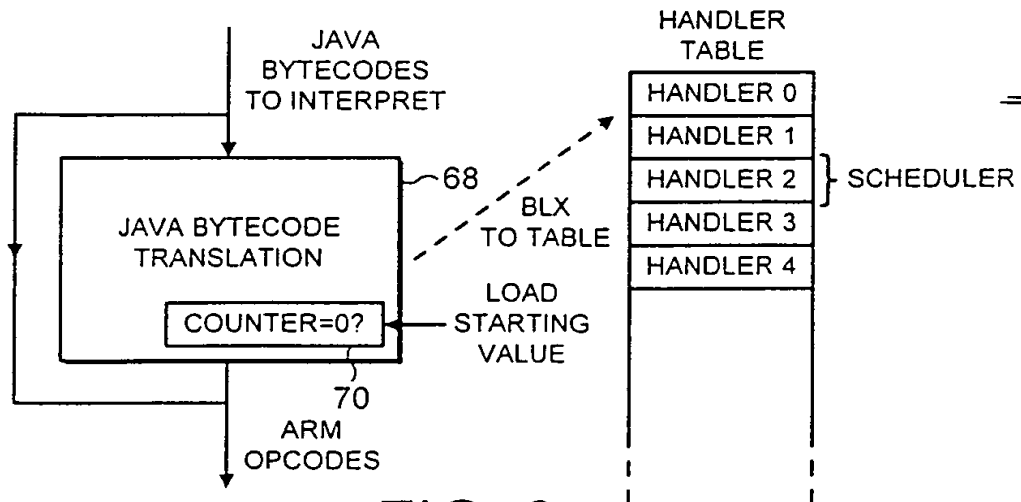 JAVA
BYTECODES
TO INTERPRET
68
JAVA BYTECODE
TRANSLATION
COUNTER=0?
70
LOAD
STARTING
VALUE
BLX
TO TABLE
ARM
OPCODES
HANDLER
TABLE
HANDLER 0
HANDLER 1
HANDLER 2
HANDLER 3
HANDLER 4
SCHEDULER